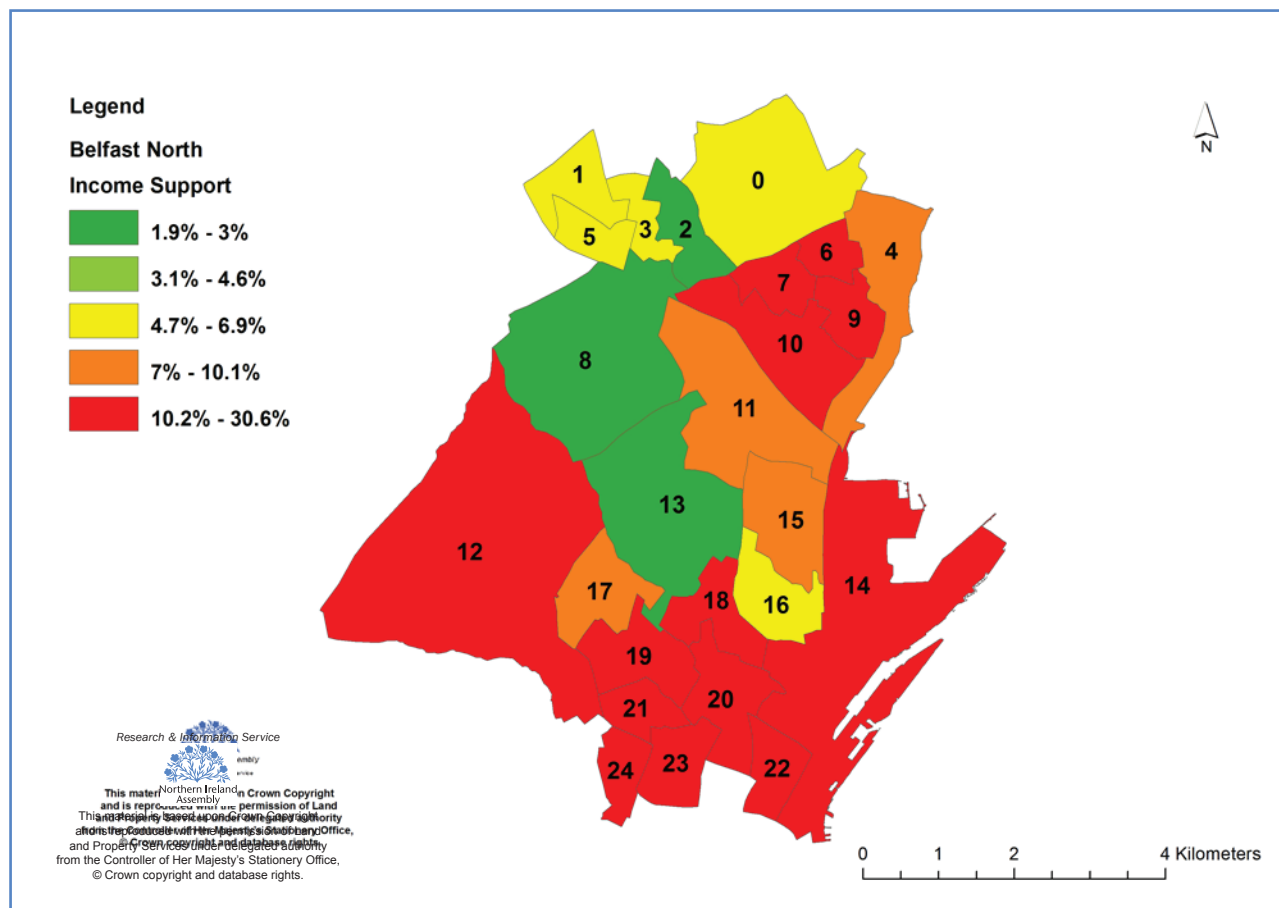 Legend
Belfast North
Income Support
1.9% - 3%
3.1% - 4.6%
4.7% - 6.9%
7% - 10.1%
10.2% - 30.6%
N
0
1
2
3
5
4
6
7
9
8
10
11
13
15
12
14
17
18
16
19
20
21
23
24
22
Research & Information Service
Northern Ireland
Assembly
This material is based upon Crown Copyright
and is reproduced with the permission of Land
and Property Services under delegated authority
from the Controller of Her Majesty's Stationery Office,
© Crown copyright and database rights.
0 1 2 4 Kilometers